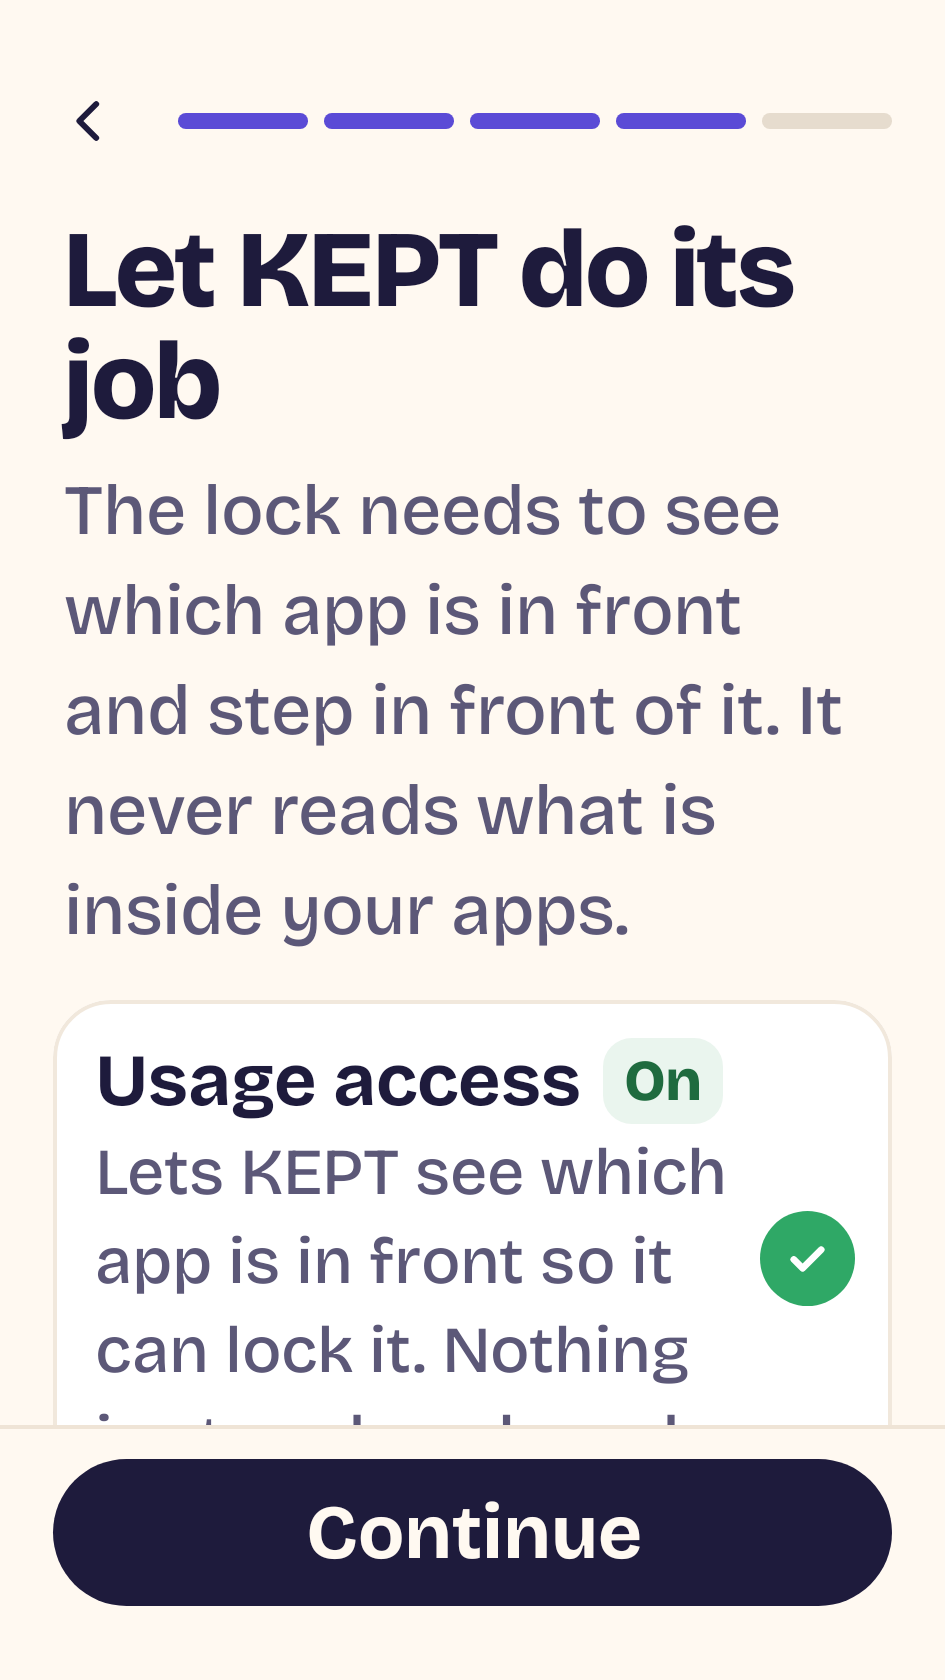 Let KEPT do its
job
The lock needs to see
which app is in front
and step in front of it. It
never reads what is
inside your apps.
Usage access On
Lets KEPT see which
app is in front so it
can lock it. Nothing
Continue